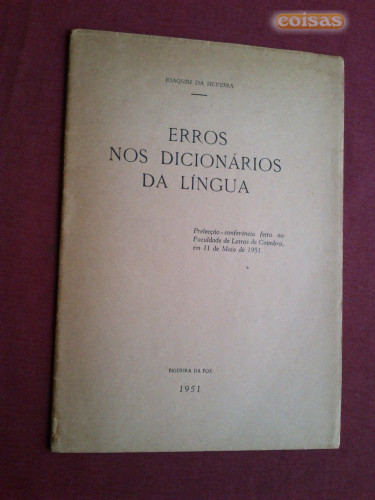 coisas
JOAQUIM DA SILVEIRA
ERROS
NOS DICIONÁRIOS
DA LÍNGUA
Prelecção-conferência feita na
Faculdade de Letras de Coimbra,
em 11 de Maio de 1951.
FIGUEIRA DA FOZ
1951